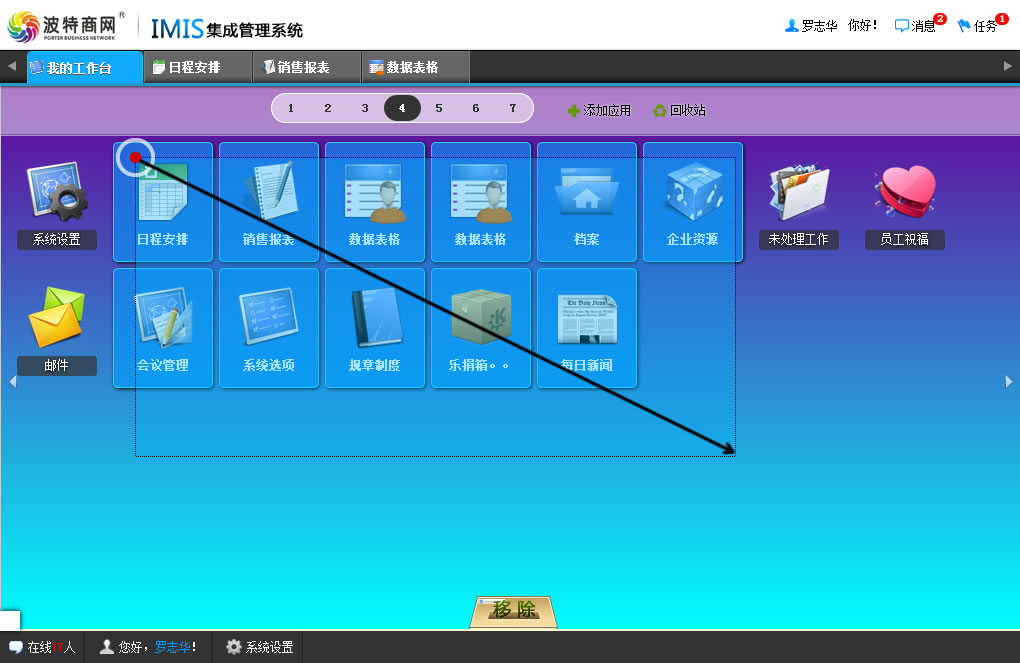 波特商网®
PORTER BUSINESS NETWORK
IMIS集成管理系统
罗志华 你好! 消息 2 任务 1
我的工作台 日程安排 销售报表 数据表格
1 2 3 4 5 6 7 添加应用 回收站
系统设置 日程安排 销售报表 数据表格 数据表格 档案 企业资源 未处理工作 员工祝福
The Daily News
邮件 会议管理 系统选项 规章制度 乐捐箱。。 每日新闻
移除
在线17人 您好，罗志华! 系统设置